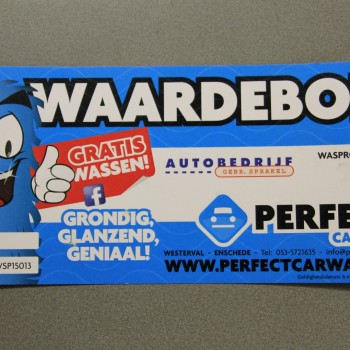 WAARDEBO
GRATIS
WASSEN!
AUTOBEDRIJF
GEBR. SPRAKEL
WASPRO
f
GRONDIG,
GLANZEND,
GENIAAL!
PERFE
CA
WESTERVAL - ENSCHEDE - Tel: 053-5721635 - info@p
WWW.PERFECTCARWA
/SP15013